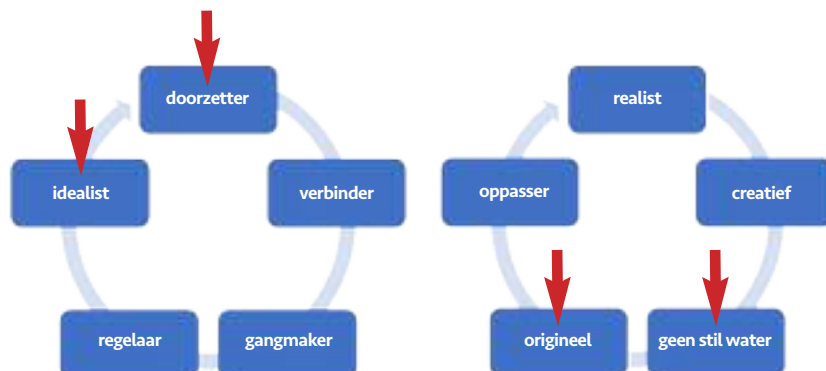 doorzetter
verbinder
gangmaker
regelaar
idealist
realist
creatief
geen stil water
origineel
oppasser